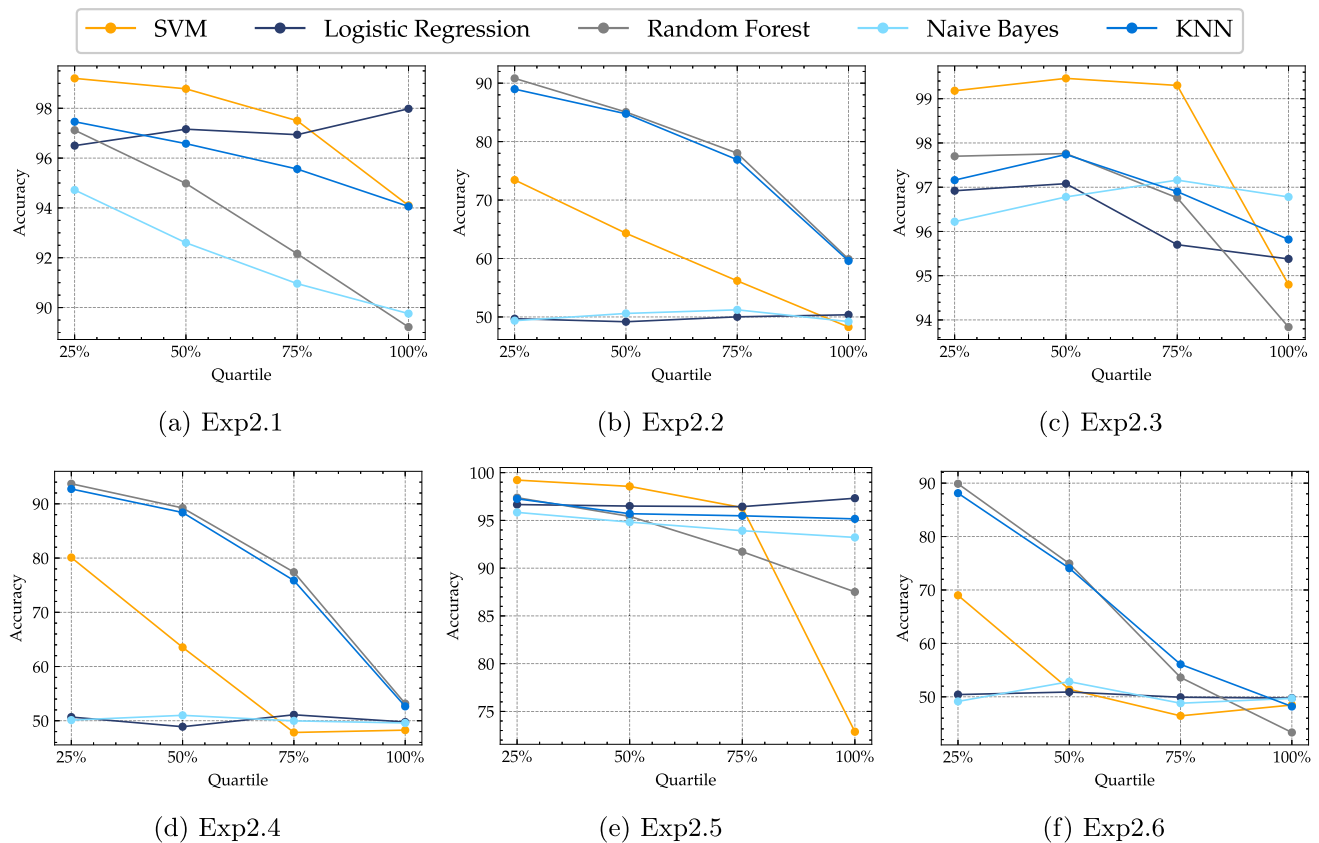 SVM Logistic Regression Random Forest Naive Bayes KNN
98
96
94
92
90
Accuracy
25% 50% 75% 100%
Quartile
(a) Exp2.1
90
80
70
60
50
Accuracy
25% 50% 75% 100%
Quartile
(b) Exp2.2
99
98
97
96
95
94
Accuracy
25% 50% 75% 100%
Quartile
(c) Exp2.3
90
80
70
60
50
Accuracy
25% 50% 75% 100%
Quartile
(d) Exp2.4
100
95
90
85
80
75
Accuracy
25% 50% 75% 100%
Quartile
(e) Exp2.5
90
80
70
60
50
Accuracy
25% 50% 75% 100%
Quartile
(f) Exp2.6